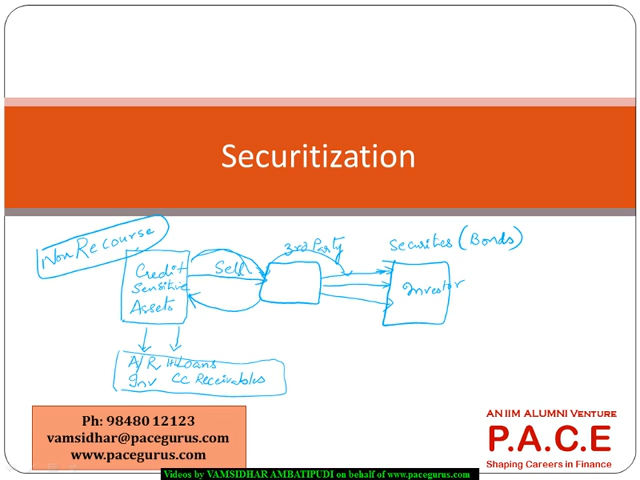 Securitization
Non Recourse
3rd Party
Securites (Bonds)
Credit
Sensitive
Assets
Sell
Investor
A/R Loans
Inv CC Receivables
Ph: 98480 12123
vamsidhar@pacegurus.com
www.pacegurus.com
AN IIM ALUMNI VENTURE
P.A.C.E
Shaping Careers in Finance
Videos by VAMSIDHAR AMBATIPUDI on behalf of www.pacegurus.com